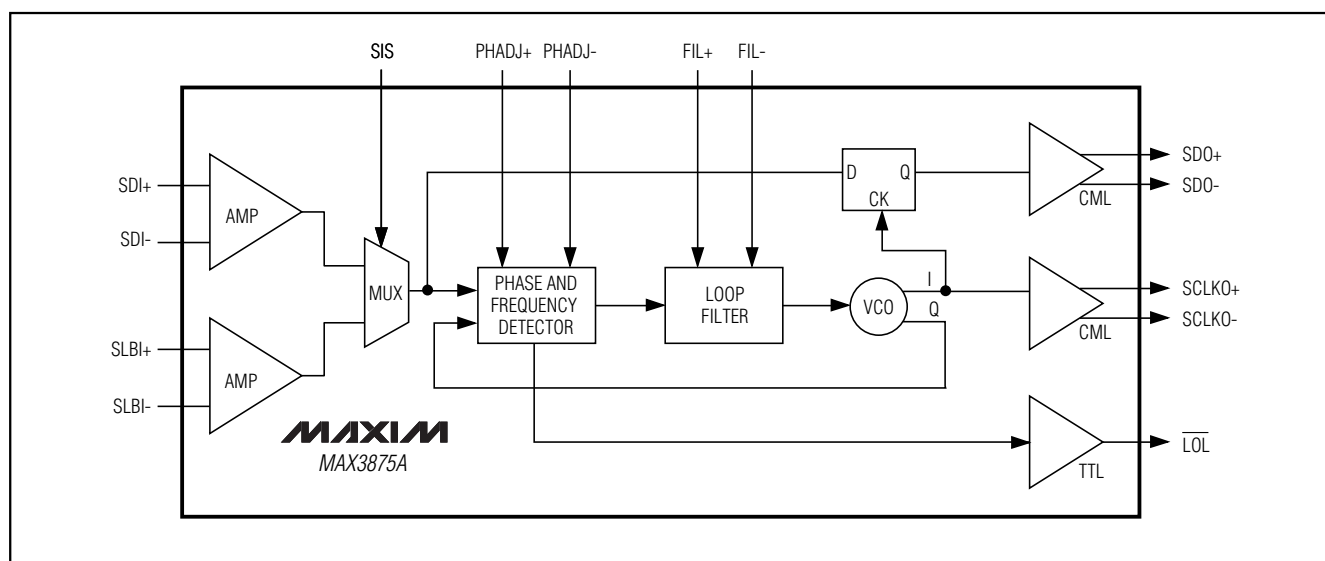 SIS
PHADJ+ PHADJ-
FIL+ FIL-
SDI+
SDI-
AMP
SLBI+
SLBI-
AMP
MUX
PHASE AND
FREQUENCY
DETECTOR
LOOP
FILTER
VCO
I
Q
D Q
CK
CML
SDO+
SDO-
CML
SCLKO+
SCLKO-
TTL
L̅O̅L̅
MAXIM
MAX3875A